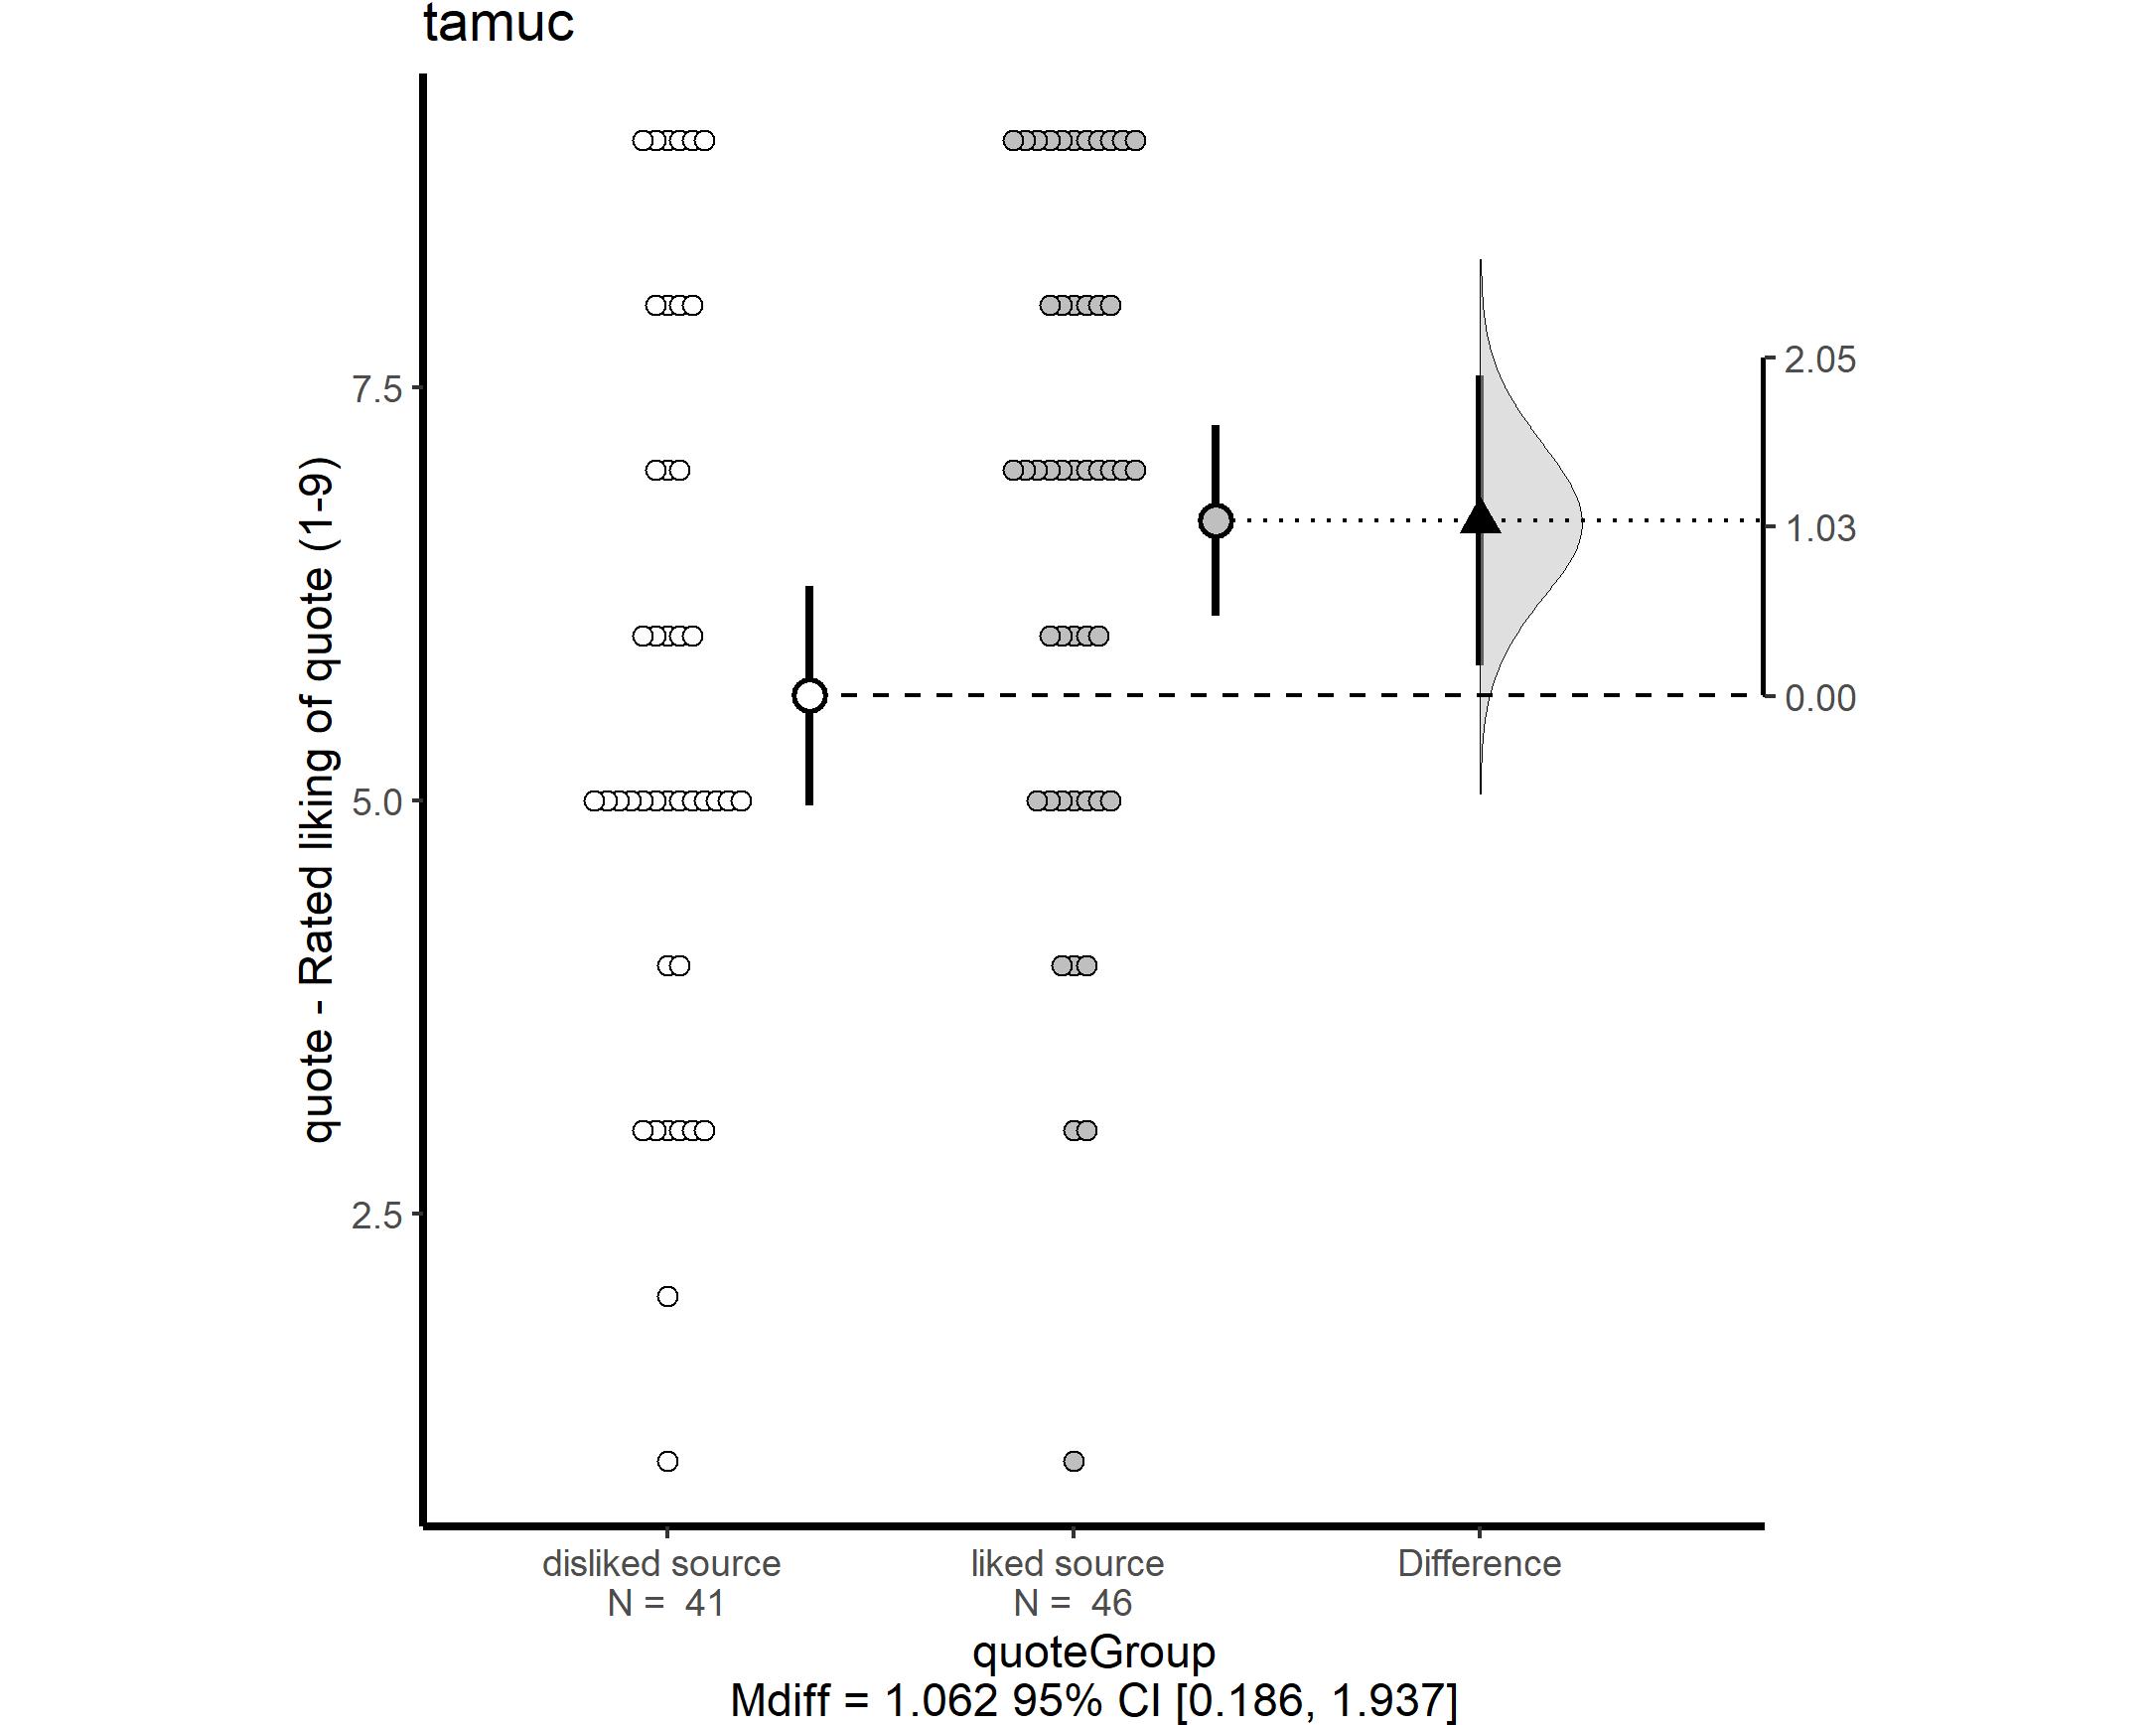 tamuc
quote - Rated liking of quote (1-9)
7.5
5.0
2.5
2.05
1.03
0.00
disliked source
N =  41
liked source
N =  46
Difference
quoteGroup
Mdiff = 1.062 95% CI [0.186, 1.937]